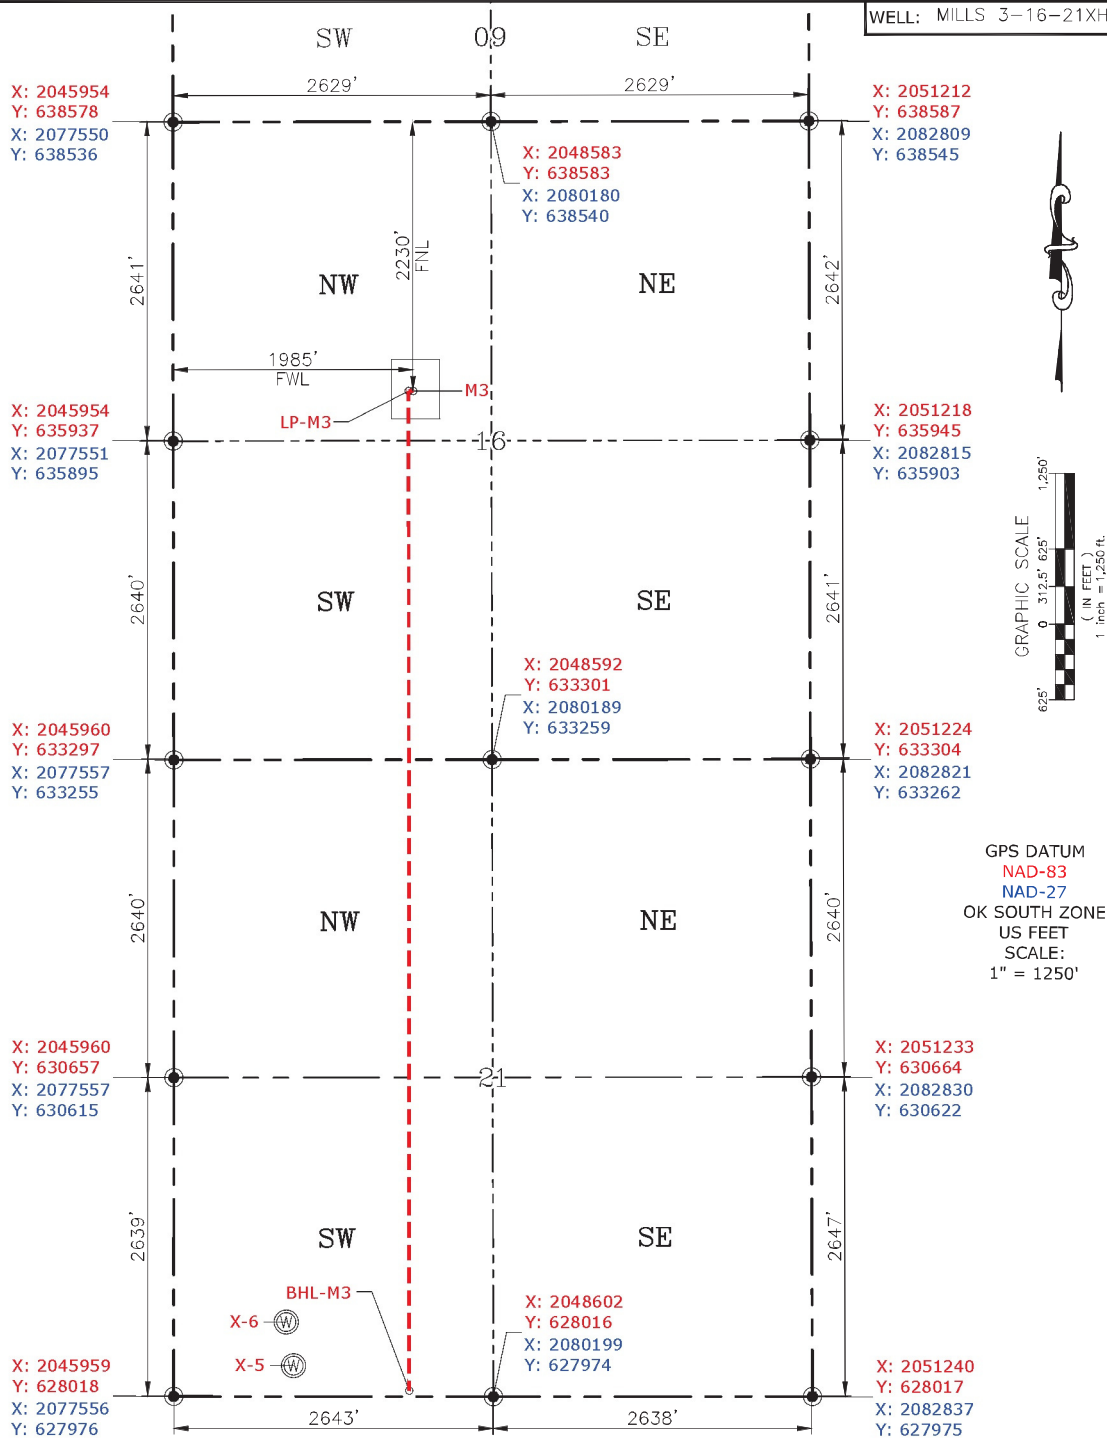 WELL: MILLS 3-16-21XH
SW 09 SE
2629' 2629'
X: 2045954
Y: 638578
X: 2077550
Y: 638536
X: 2051212
Y: 638587
X: 2082809
Y: 638545
X: 2048583
Y: 638583
X: 2080180
Y: 638540
2230'
FNL
2641'
NW
NE
2642'
1985'
FWL
M3
LP-M3
X: 2045954
Y: 635937
X: 2077551
Y: 635895
16
X: 2051218
Y: 635945
X: 2082815
Y: 635903
GRAPHIC SCALE
625' 0 312.5' 625' 1,250'
( IN FEET )
1 inch = 1,250 ft.
2640'
SW
SE
2641'
X: 2048592
Y: 633301
X: 2080189
Y: 633259
X: 2045960
Y: 633297
X: 2077557
Y: 633255
X: 2051224
Y: 633304
X: 2082821
Y: 633262
GPS DATUM
NAD-83
NAD-27
OK SOUTH ZONE
US FEET
SCALE:
1" = 1250'
2640'
NW
NE
2640'
X: 2045960
Y: 630657
X: 2077557
Y: 630615
21
X: 2051233
Y: 630664
X: 2082830
Y: 630622
2639'
SW
SE
2647'
BHL-M3
X-6 W
X-5 W
X: 2048602
Y: 628016
X: 2080199
Y: 627974
X: 2045959
Y: 628018
X: 2077556
Y: 627976
X: 2051240
Y: 628017
X: 2082837
Y: 627975
2643' 2638'